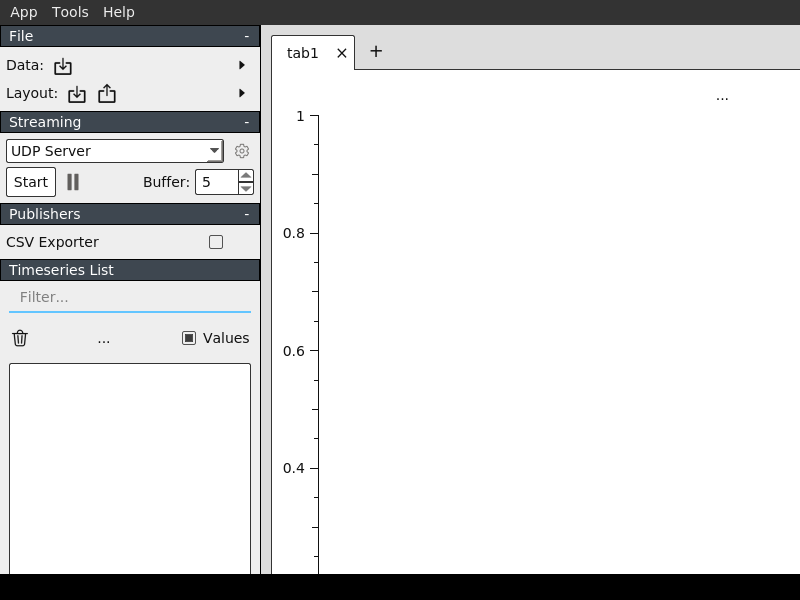 App Tools Help
File -
Data:
Layout:
Streaming -
UDP Server
Start Buffer: 5
Publishers -
CSV Exporter
Timeseries List
Filter...
... Values
tab1 × +
...
1
0.8
0.6
0.4